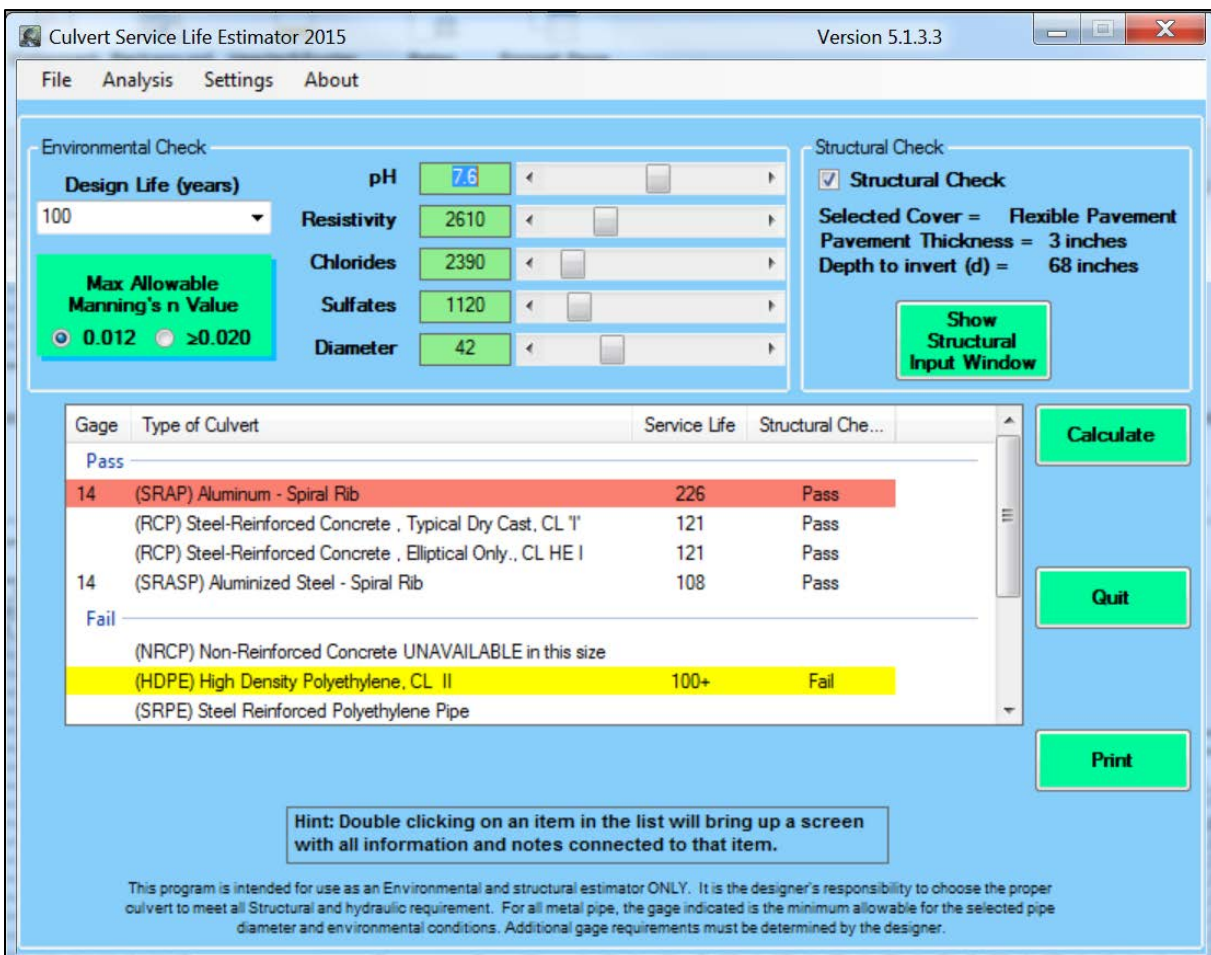 Culvert Service Life Estimator 2015 Version 5.1.3.3
File Analysis Settings About
Environmental Check
Design Life (years)
100
Max Allowable
Manning's n Value
0.012 ≥0.020
pH 7.6
Resistivity 2610
Chlorides 2390
Sulfates 1120
Diameter 42
Structural Check
Structural Check
Selected Cover = Flexible Pavement
Pavement Thickness = 3 inches
Depth to invert (d) = 68 inches
Show
Structural
Input Window
Gage Type of Culvert Service Life Structural Che...
Pass
14 (SRAP) Aluminum - Spiral Rib 226 Pass
(RCP) Steel-Reinforced Concrete , Typical Dry Cast, CL 'I' 121 Pass
(RCP) Steel-Reinforced Concrete , Elliptical Only., CL HE I 121 Pass
14 (SRASP) Aluminized Steel - Spiral Rib 108 Pass
Fail
(NRCP) Non-Reinforced Concrete UNAVAILABLE in this size
(HDPE) High Density Polyethylene, CL II 100+ Fail
(SRPE) Steel Reinforced Polyethylene Pipe
Calculate
Quit
Print
Hint: Double clicking on an item in the list will bring up a screen
with all information and notes connected to that item.
This program is intended for use as an Environmental and structural estimator ONLY. It is the designer's responsibility to choose the proper
culvert to meet all Structural and hydraulic requirement. For all metal pipe, the gage indicated is the minimum allowable for the selected pipe
diameter and environmental conditions. Additional gage requirements must be determined by the designer.